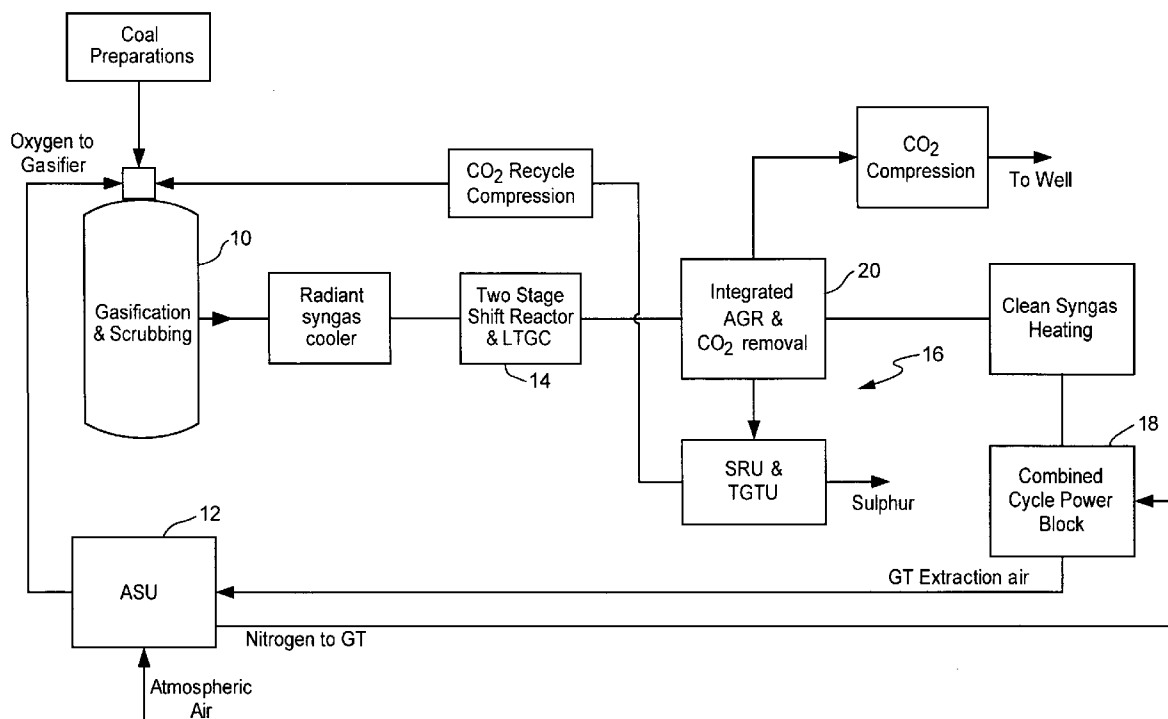 Coal
Preparations
Oxygen to
Gasifier
CO2 Recycle
Compression
CO2
Compression
To Well
10
Gasification
& Scrubbing
Radiant
syngas
cooler
Two Stage
Shift Reactor
& LTGC
14
Integrated
AGR &
CO2 removal
20
Clean Syngas
Heating
16
SRU &
TGTU
Sulphur
18
Combined
Cycle Power
Block
12
ASU
GT Extraction air
Nitrogen to GT
Atmospheric
Air